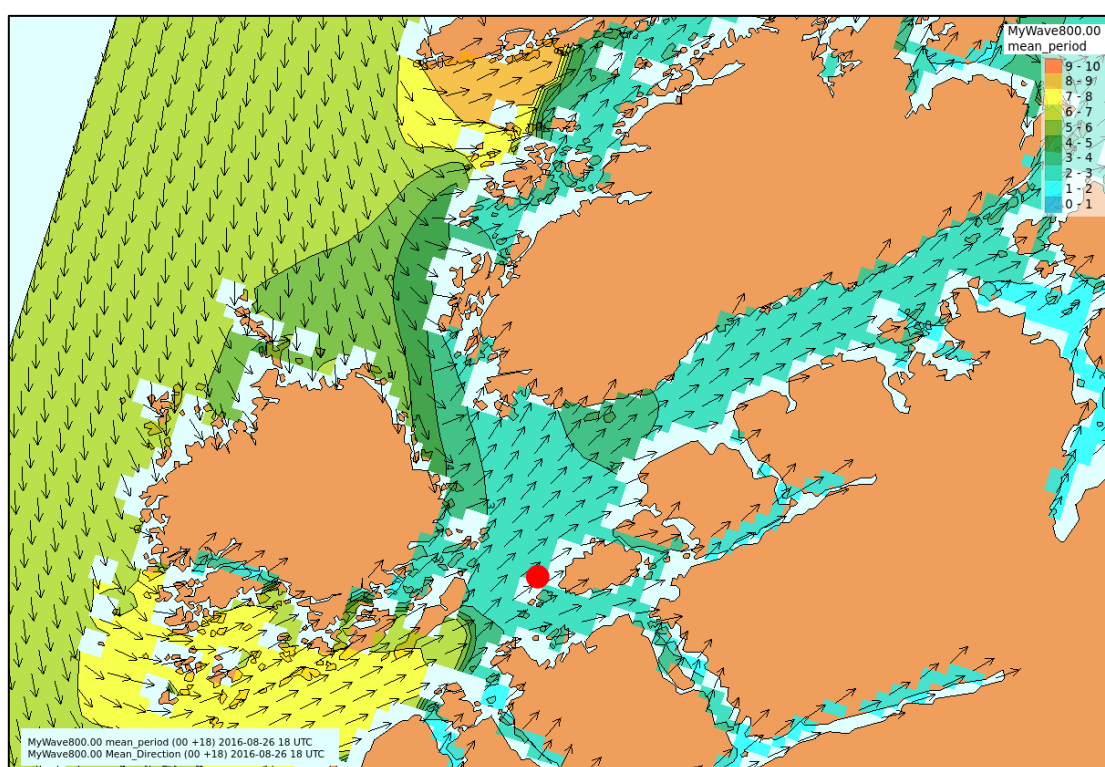 MyWave800.00
mean_period
9 - 10
8 - 9
7 - 8
6 - 7
5 - 6
4 - 5
3 - 4
2 - 3
1 - 2
0 - 1
MyWave800.00 mean_period (00 +18) 2016-08-26 18 UTC
MyWave800.00 Mean_Direction (00 +18) 2016-08-26 18 UTC